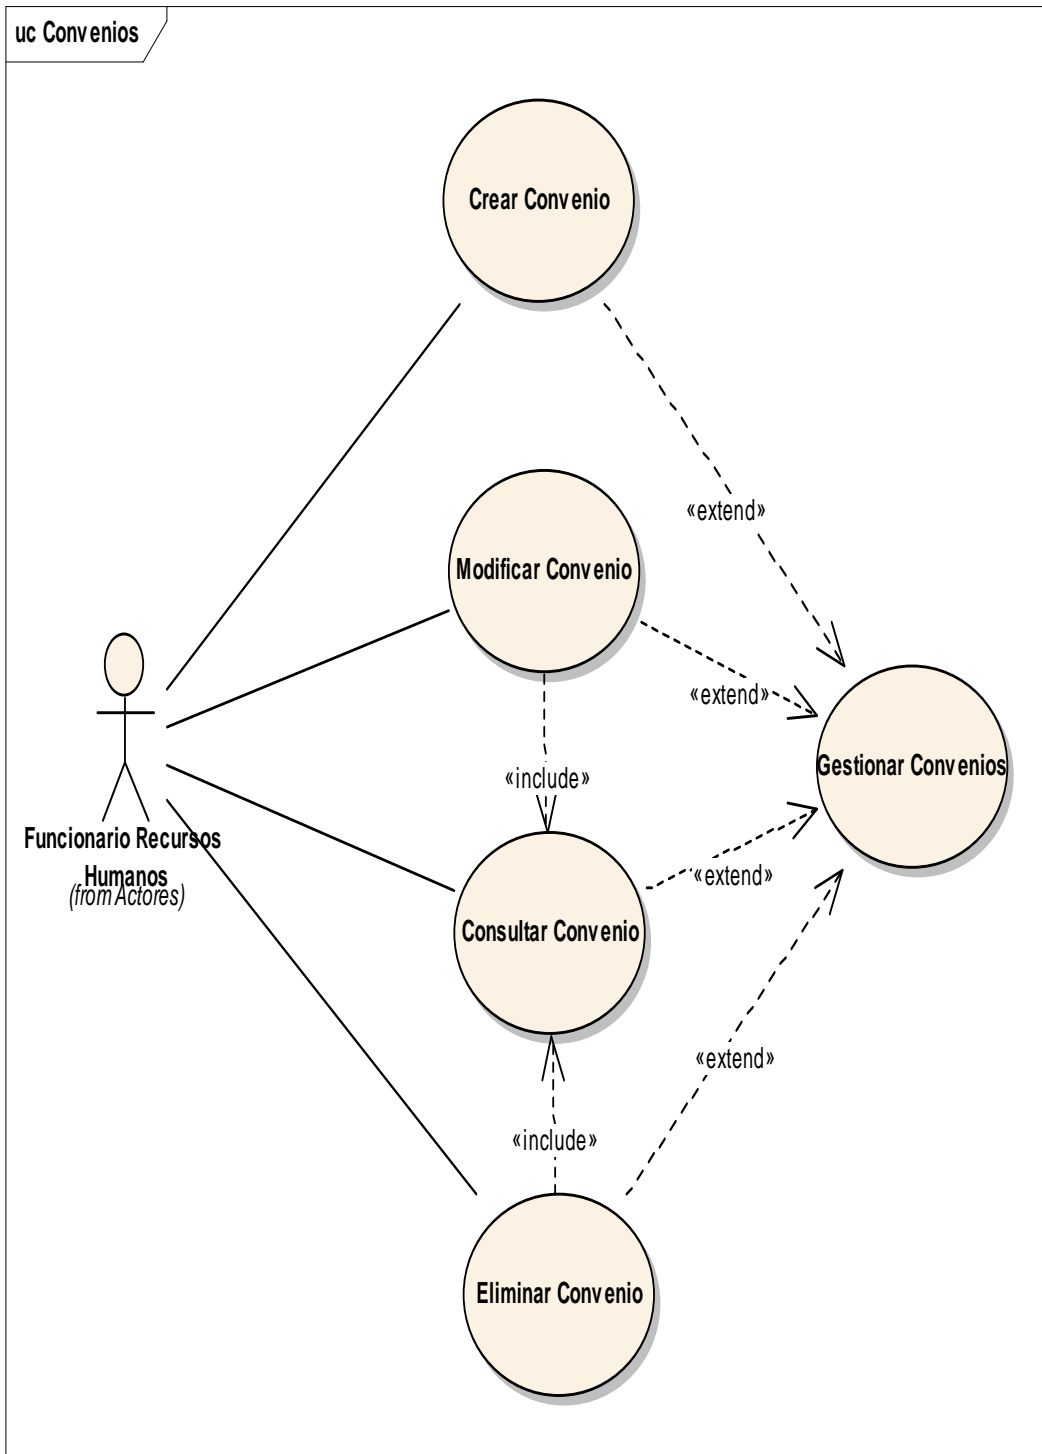 uc Convenios
Crear Convenio
«extend»
Modificar Convenio
«extend»
Gestionar Convenios
«include»
Funcionario Recursos
Humanos
(from Actores)
«extend»
Consultar Convenio
«extend»
«include»
Eliminar Convenio